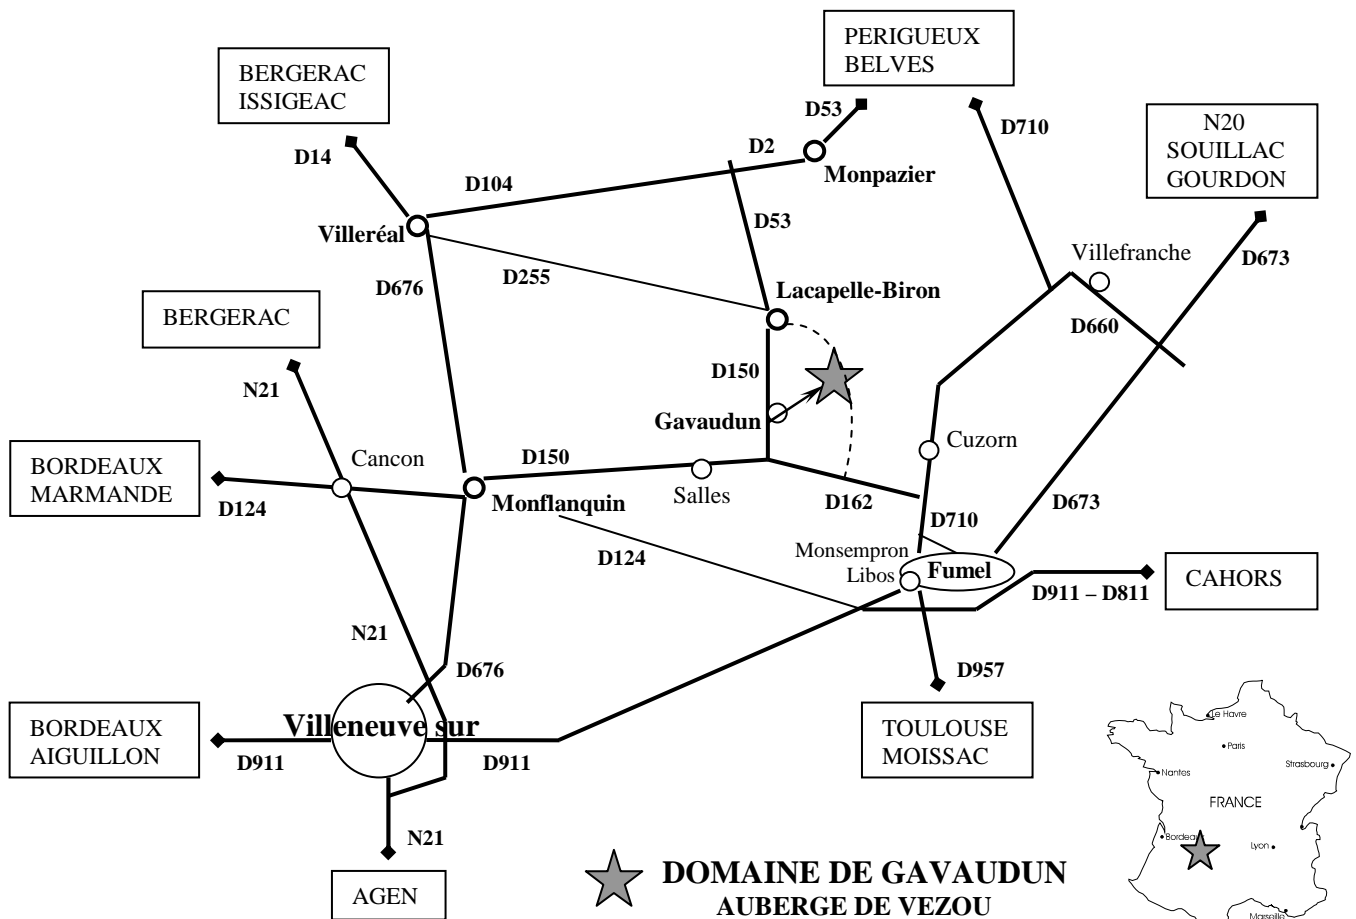 PERIGUEUX
BELVES
BERGERAC
ISSIGEAC
D53
D710
N20
SOUILLAC
GOURDON
D14
D2
Monpazier
D104
D53
Villeréal
Villefranche
D673
D255
D676
Lacapelle-Biron
D660
BERGERAC
D150
N21
Gavaudun
Cuzorn
Cancon
D150
BORDEAUX
MARMANDE
Salles
D124
Monflanquin
D162
D673
D710
D124
Monsempron
Libos
Fumel
CAHORS
D911 – D811
N21
D676
D957
BORDEAUX
AIGUILLON
Villeneuve sur
D911
D911
TOULOUSE
MOISSAC
Le Havre
Paris
Strasbourg
Nantes
FRANCE
Bordeaux
Lyon
Marseille
N21
AGEN
DOMAINE DE GAVAUDUN
AUBERGE DE VEZOU